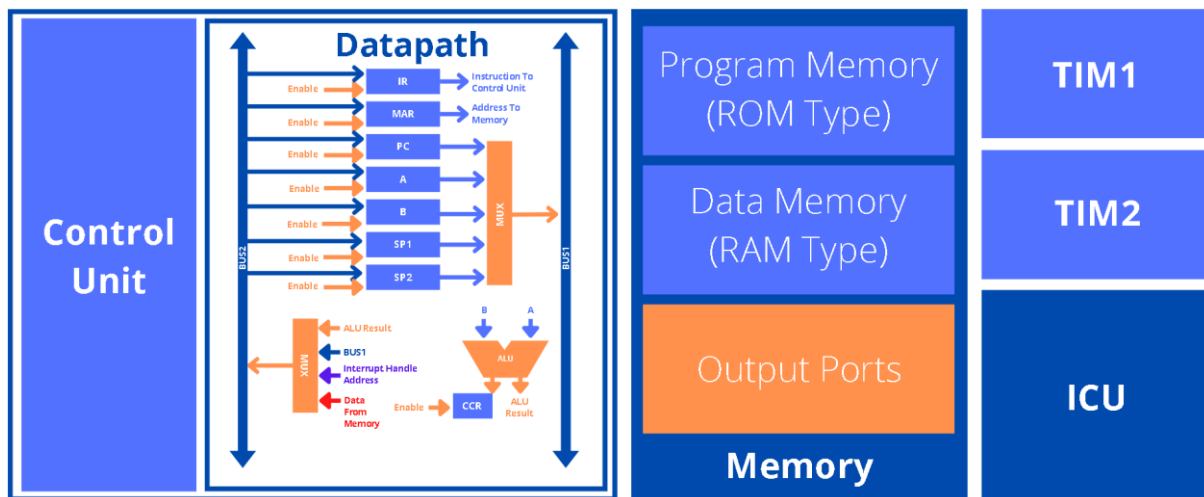 Control
Unit
Datapath
BUS2
BUS1
Enable
IR
Instruction To
Control Unit
Enable
MAR
Address To
Memory
Enable
PC
Enable
A
MUX
Enable
B
Enable
SP1
Enable
SP2
MUX
ALU Result
BUS1
Interrupt Handle
Address
Data
From
Memory
B
A
ALU
Enable
CCR
ALU
Result
Program Memory
(ROM Type)
Data Memory
(RAM Type)
Output Ports
Memory
TIM1
TIM2
ICU